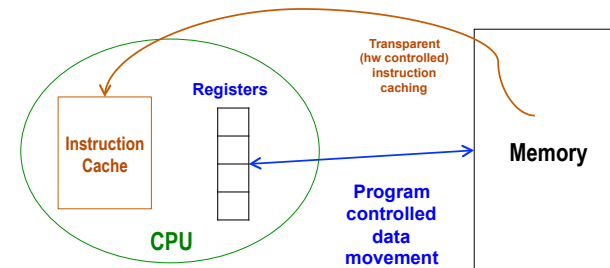 Transparent
(hw controlled)
instruction
caching
Registers
Instruction
Cache
Memory
Program
controlled
data
movement
CPU